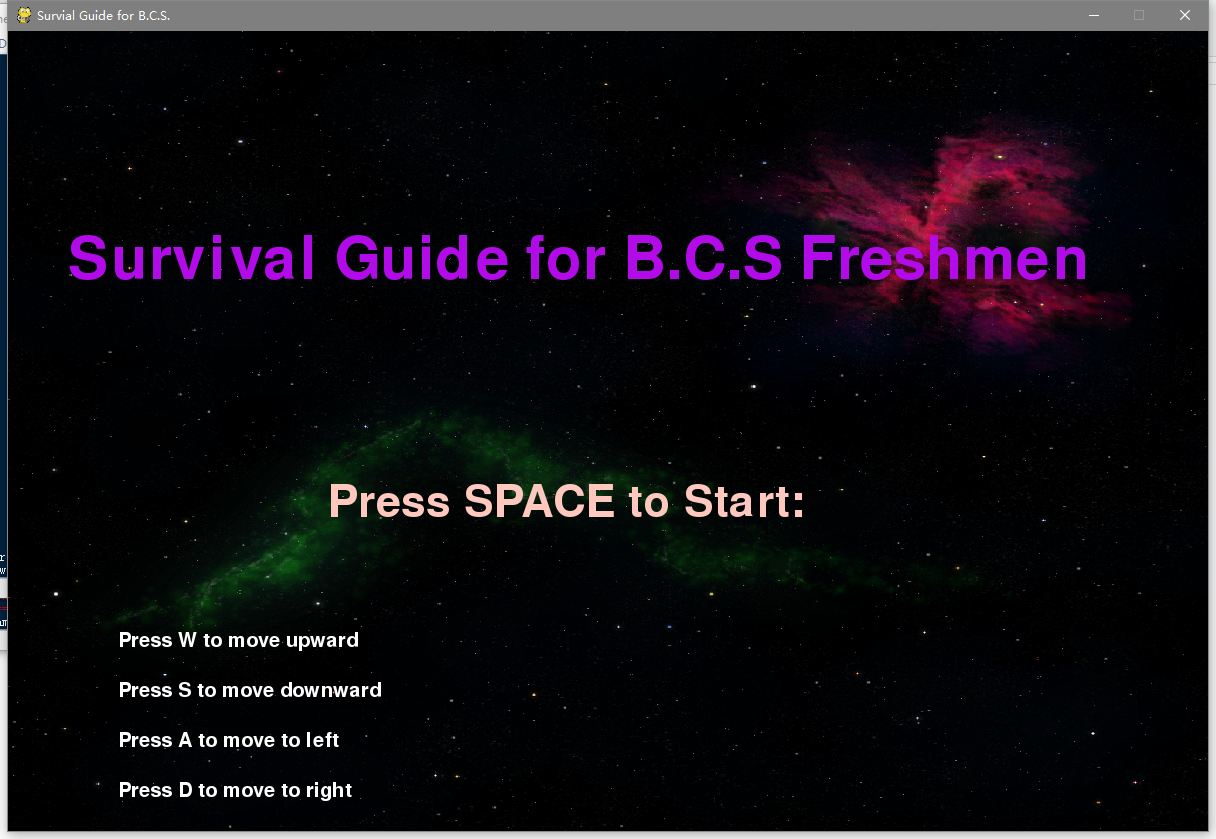 Survial Guide for B.C.S.
Survival Guide for B.C.S Freshmen
Press SPACE to Start:
Press W to move upward
Press S to move downward
Press A to move to left
Press D to move to right